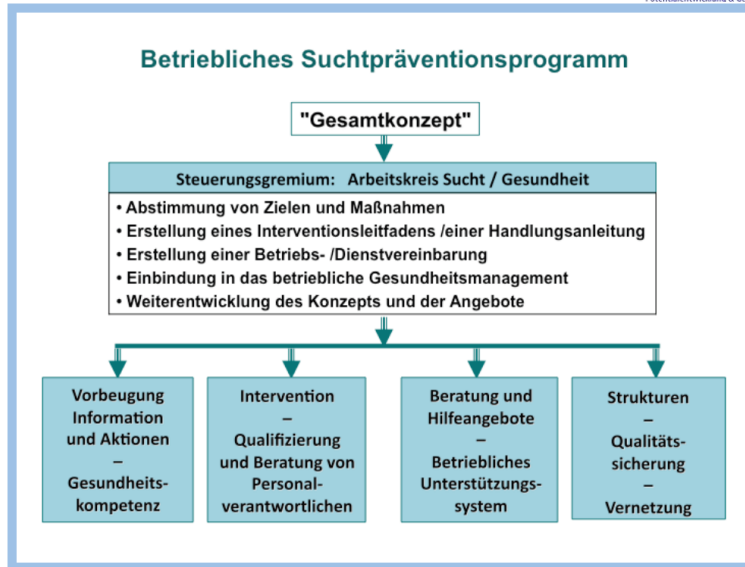 Betriebliches Suchtpräventionsprogramm
"Gesamtkonzept"
Steuerungsgremium: Arbeitskreis Sucht / Gesundheit
• Abstimmung von Zielen und Maßnahmen
• Erstellung eines Interventionsleitfadens /einer Handlungsanleitung
• Erstellung einer Betriebs- /Dienstvereinbarung
• Einbindung in das betriebliche Gesundheitsmanagement
• Weiterentwicklung des Konzepts und der Angebote
Vorbeugung
Information
und Aktionen
–
Gesundheits-
kompetenz
Intervention
–
Qualifizierung
und Beratung von
Personal-
verantwortlichen
Beratung und
Hilfeangebote
–
Betriebliches
Unterstützungs-
system
Strukturen
–
Qualitäts-
sicherung
–
Vernetzung